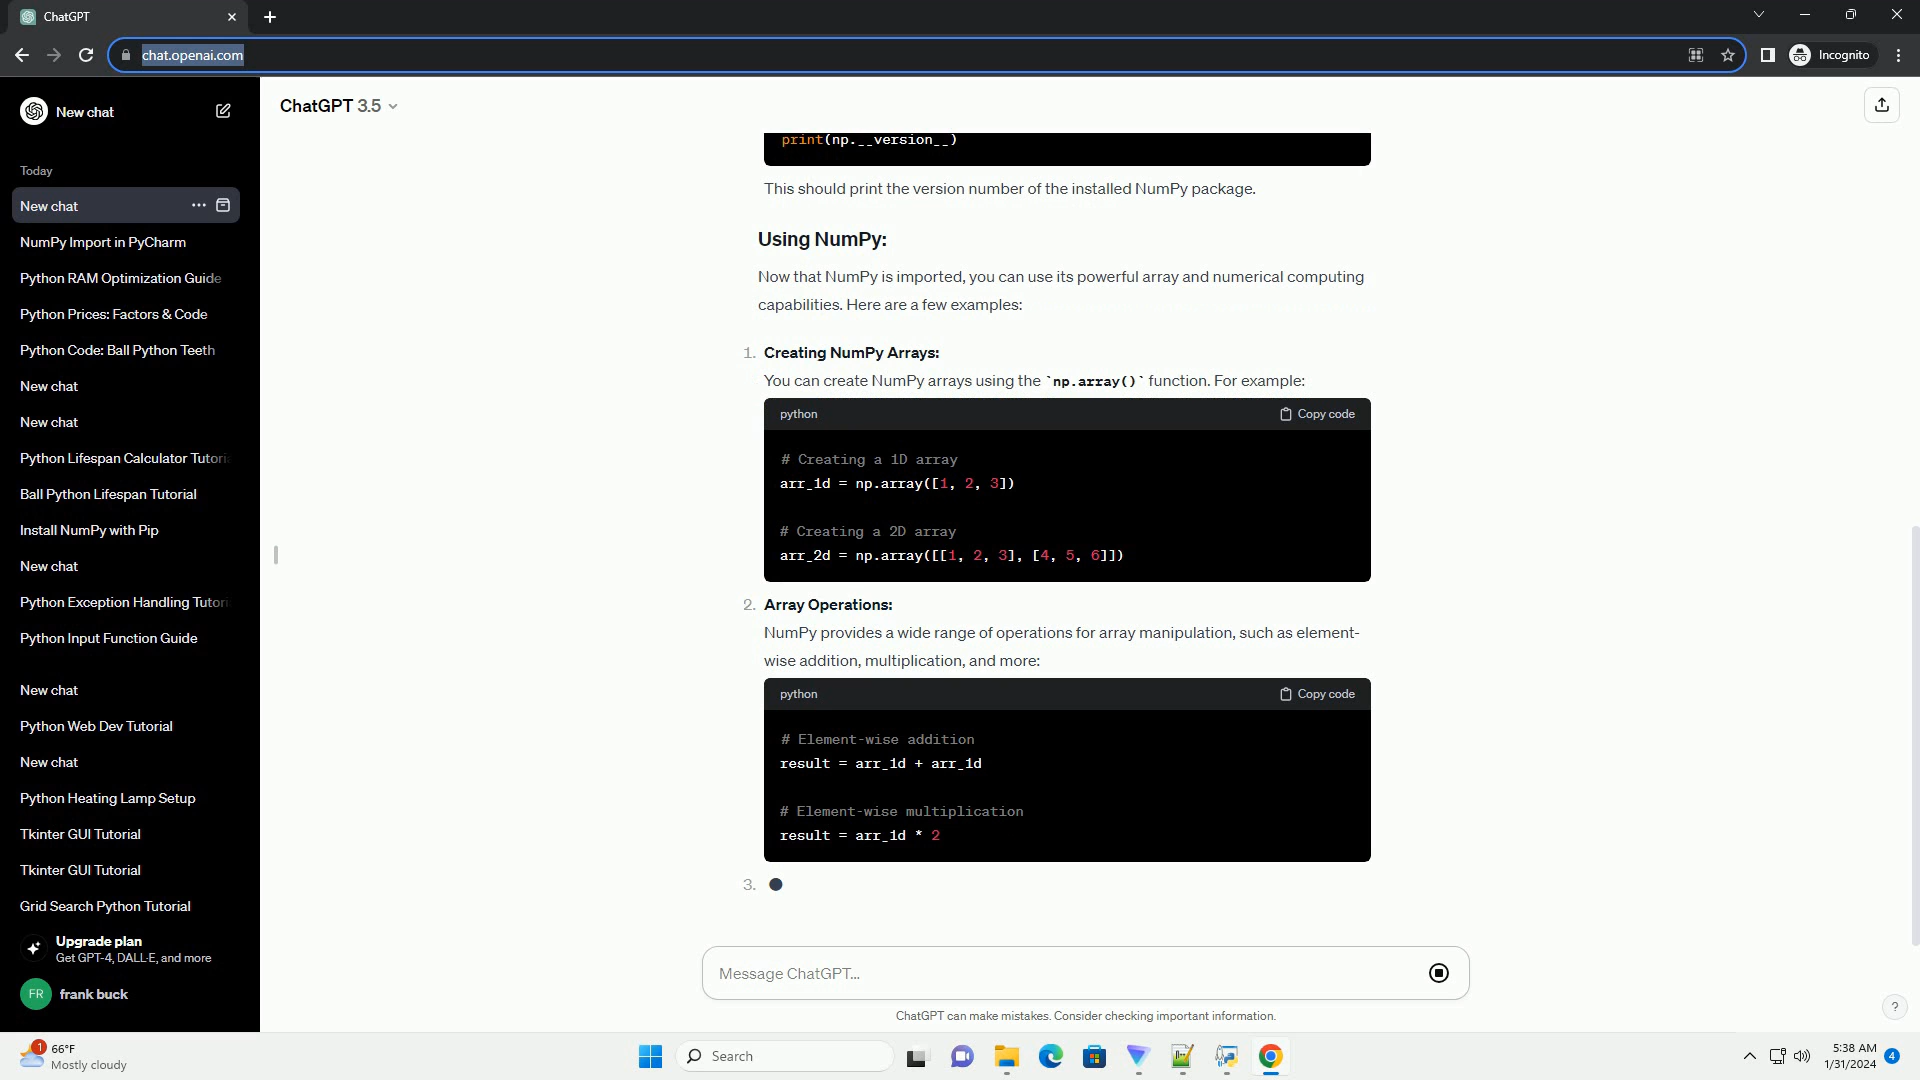 ChatGPT
chat.openai.com
Incognito
New chat
Today
New chat
NumPy Import in PyCharm
Python RAM Optimization Guide
Python Prices: Factors & Code
Python Code: Ball Python Teeth
New chat
New chat
Python Lifespan Calculator Tutori
Ball Python Lifespan Tutorial
Install NumPy with Pip
New chat
Python Exception Handling Tutori
Python Input Function Guide
New chat
Python Web Dev Tutorial
New chat
Python Heating Lamp Setup
Tkinter GUI Tutorial
Tkinter GUI Tutorial
Grid Search Python Tutorial
Upgrade plan
Get GPT-4, DALL·E, and more
FR frank buck
ChatGPT 3.5
print(np.__version__)
This should print the version number of the installed NumPy package.
Using NumPy:
Now that NumPy is imported, you can use its powerful array and numerical computing
capabilities. Here are a few examples:
1. Creating NumPy Arrays:
You can create NumPy arrays using the `np.array()` function. For example:
python Copy code
# Creating a 1D array
arr_1d = np.array([1, 2, 3])
# Creating a 2D array
arr_2d = np.array([[1, 2, 3], [4, 5, 6]])
2. Array Operations:
NumPy provides a wide range of operations for array manipulation, such as element-
wise addition, multiplication, and more:
python Copy code
# Element-wise addition
result = arr_1d + arr_1d
# Element-wise multiplication
result = arr_1d * 2
3.
Message ChatGPT...
ChatGPT can make mistakes. Consider checking important information.
?
1
66°F
Mostly cloudy
Search
5:38 AM
1/31/2024
4